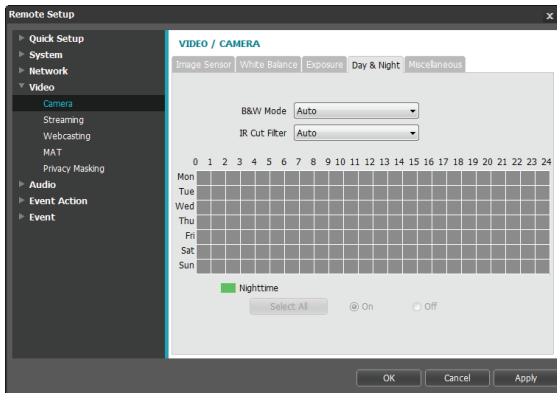 Remote Setup
x
Quick Setup
System
Network
Video
Camera
Streaming
Webcasting
MAT
Privacy Masking
Audio
Event Action
Event
VIDEO / CAMERA
Image Sensor White Balance Exposure Day & Night Miscellaneous
B&W Mode Auto
IR Cut Filter Auto
0 1 2 3 4 5 6 7 8 9 10 11 12 13 14 15 16 17 18 19 20 21 22 23 24
Mon
Tue
Wed
Thu
Fri
Sat
Sun
Nighttime
Select All On Off
OK Cancel Apply